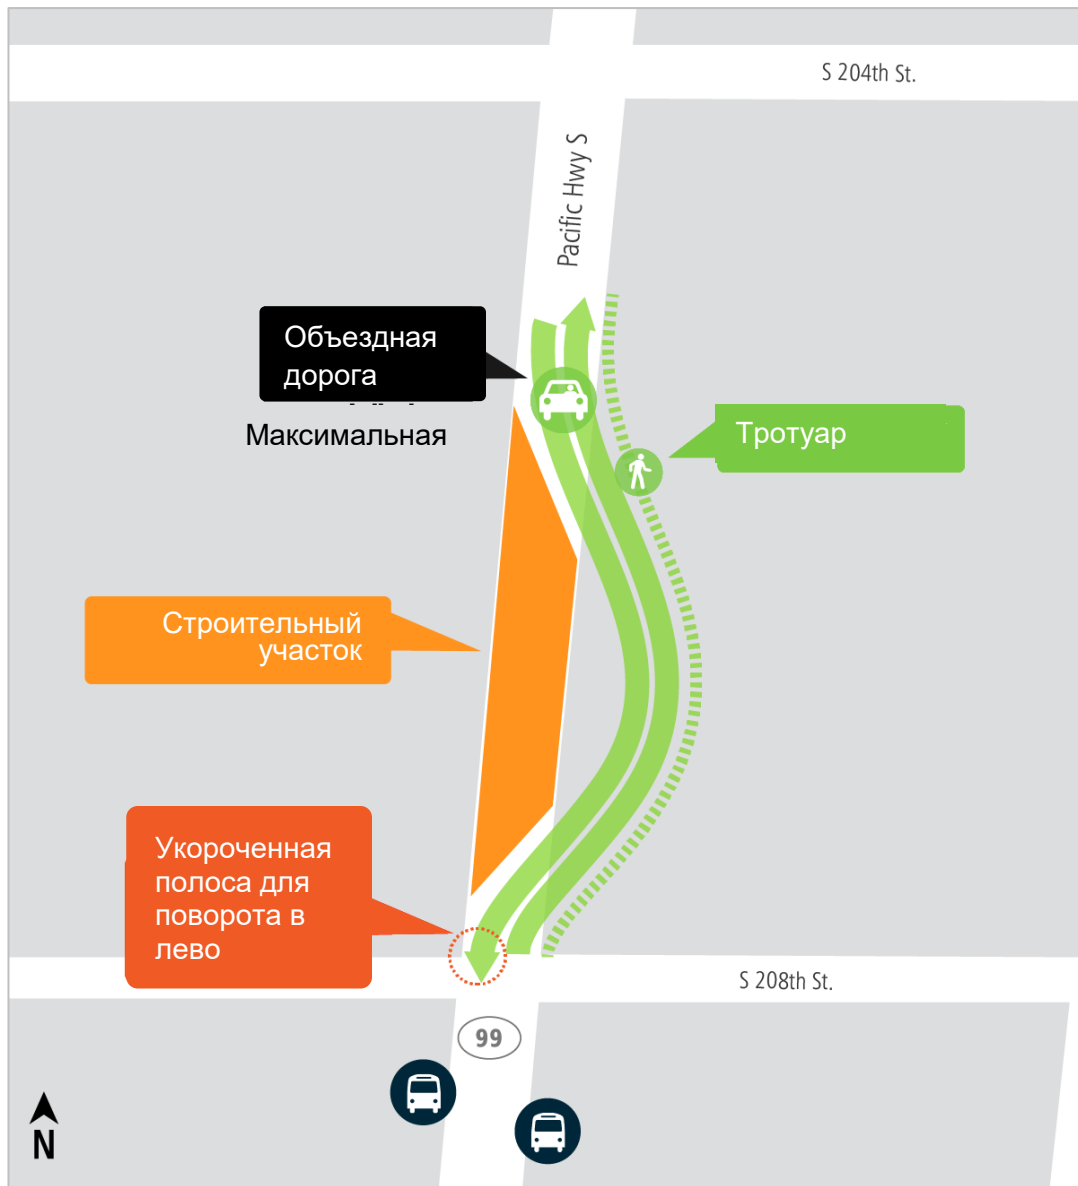 S 204th St.
Pacific Hwy S
Объездная
дорога
Максимальная
Тротуар
Строительный
участок
Укороченная
полоса для
поворота в
лево
S 208th St.
99
N